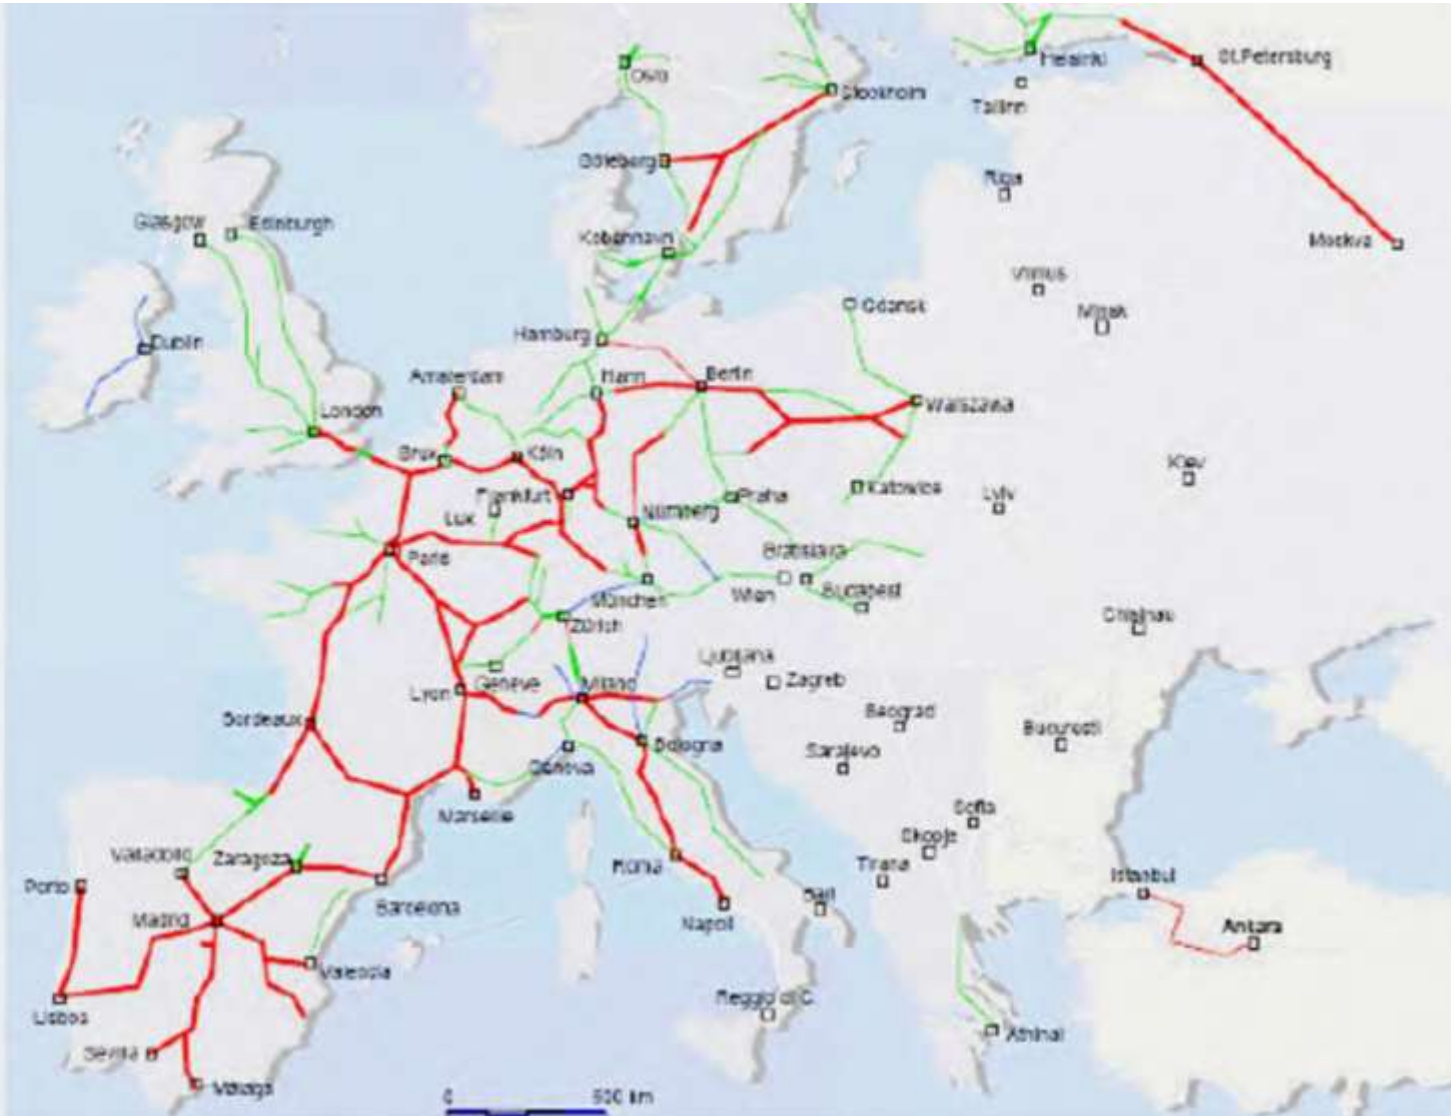 Oslo
Helsinki
St.Petersburg
Stockholm
Tallinn
Göteborg
Riga
Glasgow
Edinburgh
Kobenhavn
Moskva
Vilnius
Gdansk
Minsk
Hamburg
Dublin
Amsterdam
Hann
Berlin
Warszawa
London
Brux
Köln
Kiev
Frankfurt
Praha
Katowice
Lviv
Lux
Nürnberg
Paris
Bratislava
München
Wien
Budapest
Zürich
Chisinau
Ljubljana
Lyon
Geneve
Milano
Zagreb
Bordeaux
Beograd
Bologna
Bucuresti
Sarajevo
Genova
Marseille
Sofia
Skopje
Valladolid
Zaragoza
Roma
Tirana
Istanbul
Porto
Barcelona
Bari
Madrid
Napoli
Ankara
Valencia
Reggio di C.
Lisboa
Athinai
Sevilla
Malaga
0 500 km